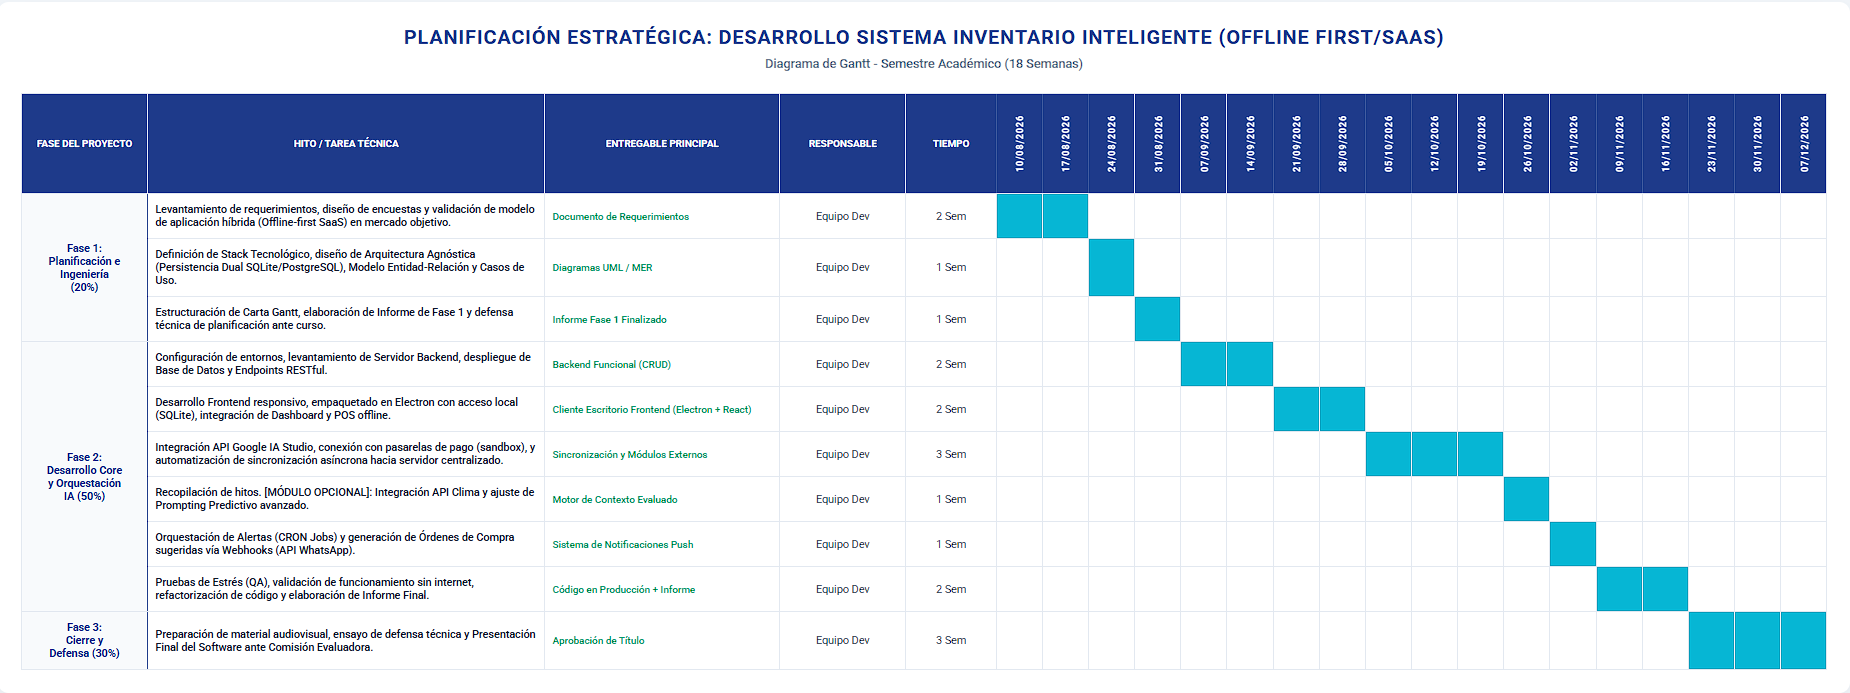 PLANIFICACIÓN ESTRATÉGICA: DESARROLLO SISTEMA INVENTARIO INTELIGENTE (OFFLINE FIRST/SAAS)
Diagrama de Gantt - Semestre Académico (18 Semanas)
FASE DEL PROYECTO
HITO / TAREA TÉCNICA
ENTREGABLE PRINCIPAL
RESPONSABLE
TIEMPO
10/08/2026
17/08/2026
24/08/2026
31/08/2026
07/09/2026
14/09/2026
21/09/2026
28/09/2026
05/10/2026
12/10/2026
19/10/2026
26/10/2026
02/11/2026
09/11/2026
16/11/2026
23/11/2026
30/11/2026
07/12/2026
Fase 1:
Planificación e
Ingeniería
(20%)
Levantamiento de requerimientos, diseño de encuestas y validación de modelo
de aplicación híbrida (Offline-first SaaS) en mercado objetivo.
Documento de Requerimientos
Equipo Dev
2 Sem
Definición de Stack Tecnológico, diseño de Arquitectura Agnóstica
(Persistencia Dual SQLite/PostgreSQL), Modelo Entidad-Relación y Casos de
Uso.
Diagramas UML / MER
Equipo Dev
1 Sem
Estructuración de Carta Gantt, elaboración de Informe de Fase 1 y defensa
técnica de planificación ante curso.
Informe Fase 1 Finalizado
Equipo Dev
1 Sem
Fase 2:
Desarrollo Core
y Orquestación
IA (50%)
Configuración de entornos, levantamiento de Servidor Backend, despliegue de
Base de Datos y Endpoints RESTful.
Backend Funcional (CRUD)
Equipo Dev
2 Sem
Desarrollo Frontend responsivo, empaquetado en Electron con acceso local
(SQLite), integración de Dashboard y POS offline.
Cliente Escritorio Frontend (Electron + React)
Equipo Dev
2 Sem
Integración API Google IA Studio, conexión con pasarelas de pago (sandbox), y
automatización de sincronización asíncrona hacia servidor centralizado.
Sincronización y Módulos Externos
Equipo Dev
3 Sem
Recopilación de hitos. [MÓDULO OPCIONAL]: Integración API Clima y ajuste de
Prompting Predictivo avanzado.
Motor de Contexto Evaluado
Equipo Dev
1 Sem
Orquestación de Alertas (CRON Jobs) y generación de Órdenes de Compra
sugeridas vía Webhooks (API WhatsApp).
Sistema de Notificaciones Push
Equipo Dev
1 Sem
Pruebas de Estrés (QA), validación de funcionamiento sin internet,
refactorización de código y elaboración de Informe Final.
Código en Producción + Informe
Equipo Dev
2 Sem
Fase 3:
Cierre y
Defensa (30%)
Preparación de material audiovisual, ensayo de defensa técnica y Presentación
Final del Software ante Comisión Evaluadora.
Aprobación de Título
Equipo Dev
3 Sem